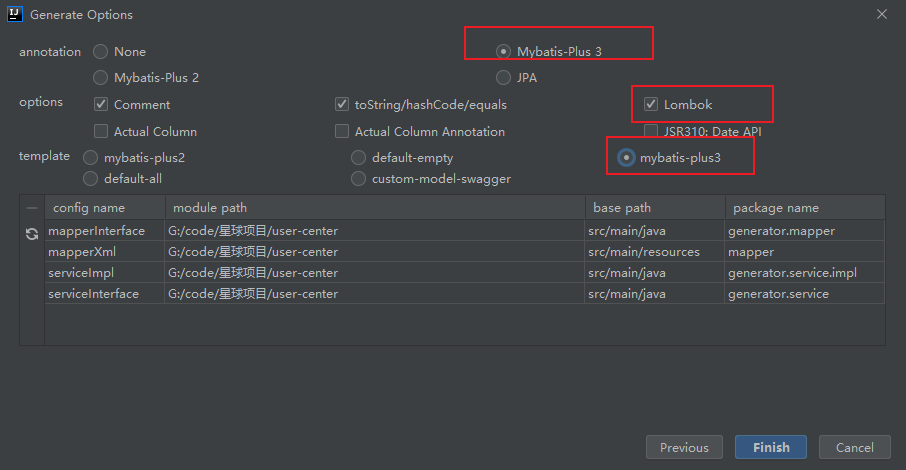 Generate Options
annotation None Mybatis-Plus 3
Mybatis-Plus 2 JPA
options Comment toString/hashCode/equals Lombok
Actual Column Actual Column Annotation JSR310: Date API
template mybatis-plus2 default-empty mybatis-plus3
default-all custom-model-swagger
config name module path base path package name
mapperInterface G:/code/星球项目/user-center src/main/java generator.mapper
mapperXml G:/code/星球项目/user-center src/main/resources mapper
serviceImpl G:/code/星球项目/user-center src/main/java generator.service.impl
serviceInterface G:/code/星球项目/user-center src/main/java generator.service
Previous Finish Cancel